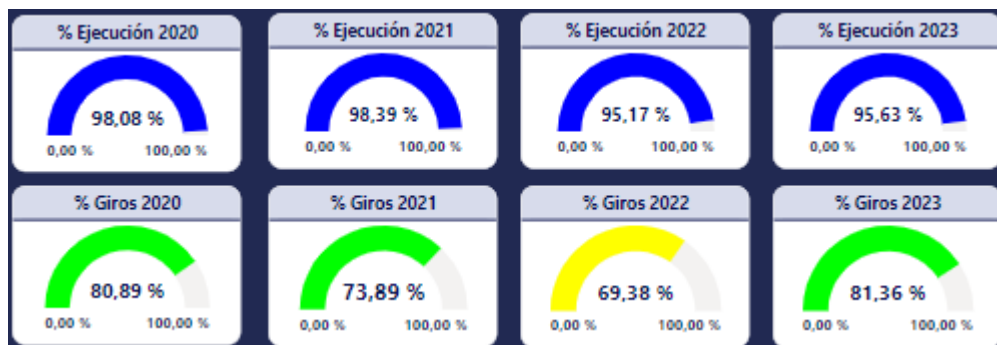 % Ejecución 2020
98,08 %
0,00 % 100,00 %
% Ejecución 2021
98,39 %
0,00 % 100,00 %
% Ejecución 2022
95,17 %
0,00 % 100,00 %
% Ejecución 2023
95,63 %
0,00 % 100,00 %
% Giros 2020
80,89 %
0,00 % 100,00 %
% Giros 2021
73,89 %
0,00 % 100,00 %
% Giros 2022
69,38 %
0,00 % 100,00 %
% Giros 2023
81,36 %
0,00 % 100,00 %